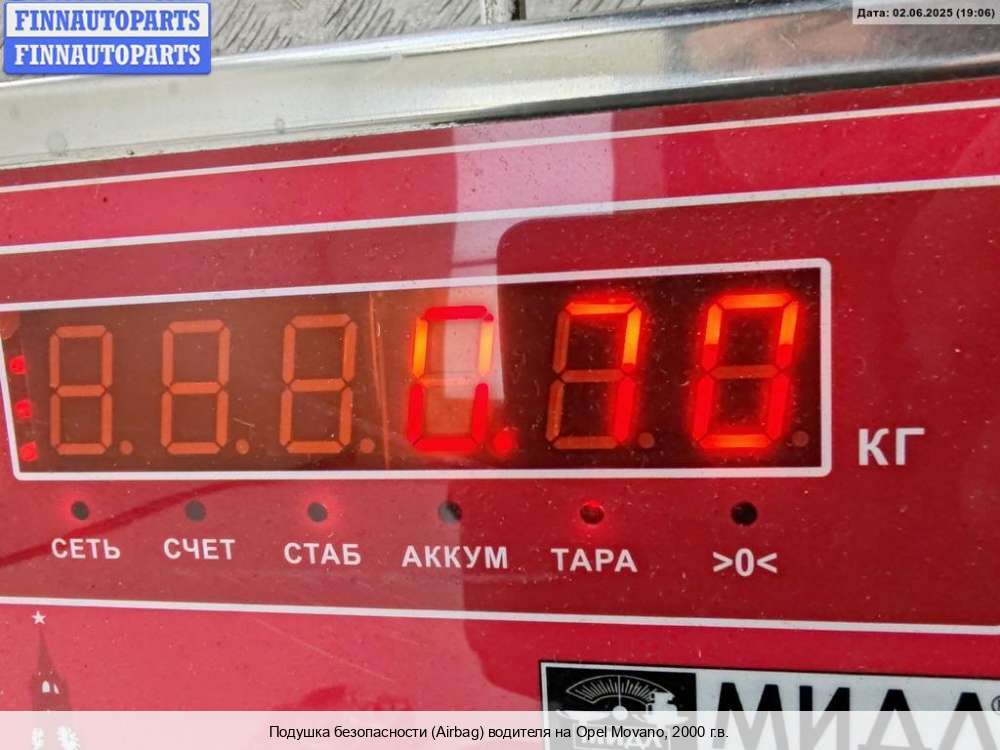 FINNAUTOPARTS
FINNAUTOPARTS
Дата: 02.06.2025 (19:06)
0.70
КГ
СЕТЬ СЧЕТ СТАБ АККУМ ТАРА >0<
МИДЛ
МИДЛ
Подушка безопасности (Airbag) водителя на Opel Movano, 2000 г.в.